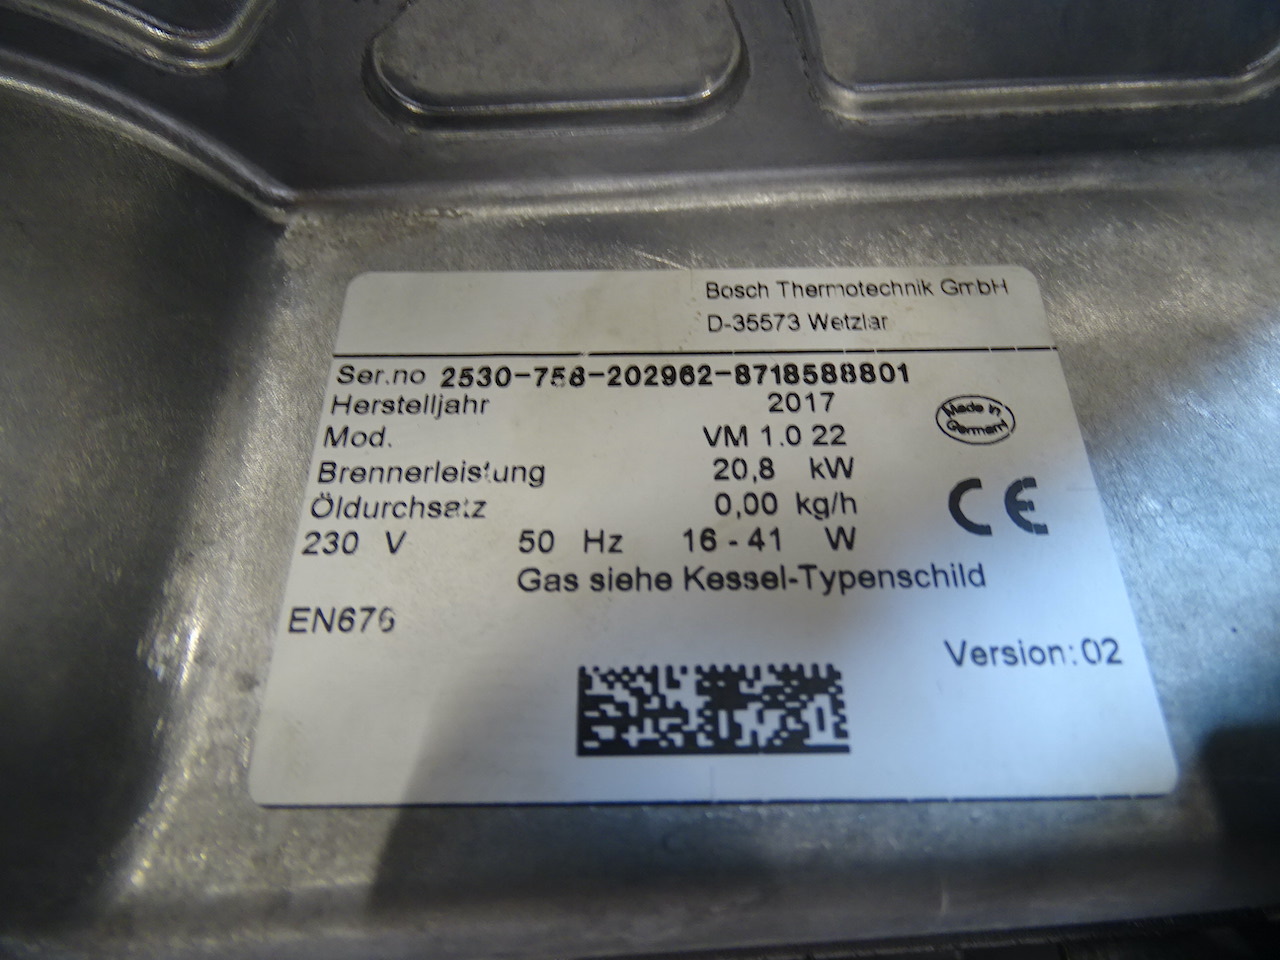 Bosch Thermotechnik GmbH
D-35573 Wetzlar
Ser.no 2530-758-202962-8718588801
Herstelljahr 2017
Mod. VM 1.0 22
Brennerleistung 20,8 kW
Öldurchsatz 0,00 kg/h
230 V 50 Hz 16 - 41 W
Gas siehe Kessel-Typenschild
EN676
Version: 02
Made in
Germany
CE